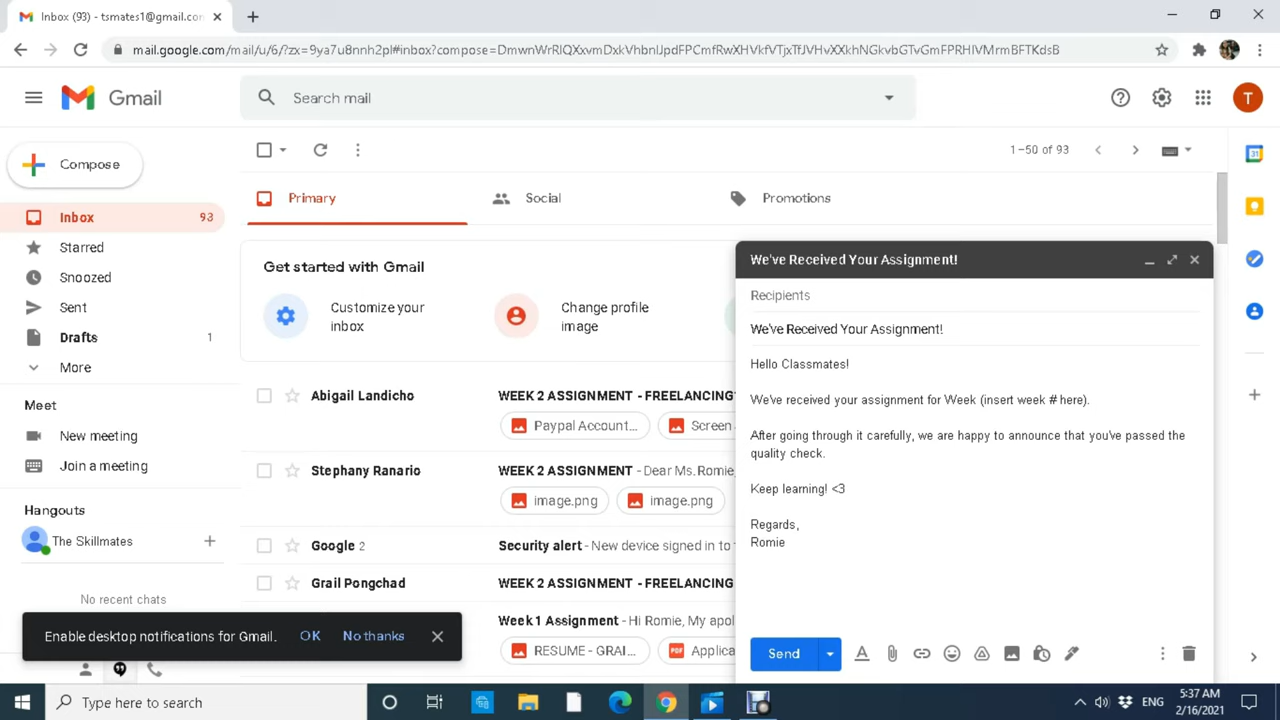 Inbox (93) - tsmates1@gmail.con
mail.google.com/mail/u/6/?zx=9ya7u8nnh2pl#inbox?compose=DmwnWrRlQXxvmDxkVhbnlJpdFPCmfRwXHVkfVTjxTfJVHvXXkhNGkvbGTvGmFPRHlVMrmBFTKdsB
Gmail
Search mail
T
Compose
1–50 of 93
31
Inbox 93
Primary
Social
Promotions
Starred
Snoozed
Sent
Drafts 1
More
Get started with Gmail
Customize your
inbox
Change profile
image
Meet
New meeting
Join a meeting
Hangouts
The Skillmates
No recent chats
Abigail Landicho
WEEK 2 ASSIGNMENT - FREELANCING
Paypal Account...
Screen
Stephany Ranario
WEEK 2 ASSIGNMENT - Dear Ms. Romie,
image.png
image.png
Google 2
Security alert - New device signed in to
Grail Pongchad
WEEK 2 ASSIGNMENT - FREELANCING
Week 1 Assignment - Hi Romie, My apol
RESUME - GRAI...
PDF Applica
We've Received Your Assignment!
Recipients
We've Received Your Assignment!
Hello Classmates!
We've received your assignment for Week (insert week # here).
After going through it carefully, we are happy to announce that you've passed the
quality check.
Keep learning! <3
Regards,
Romie
Send
Enable desktop notifications for Gmail. OK No thanks
Type here to search
ENG
5:37 AM
2/16/2021